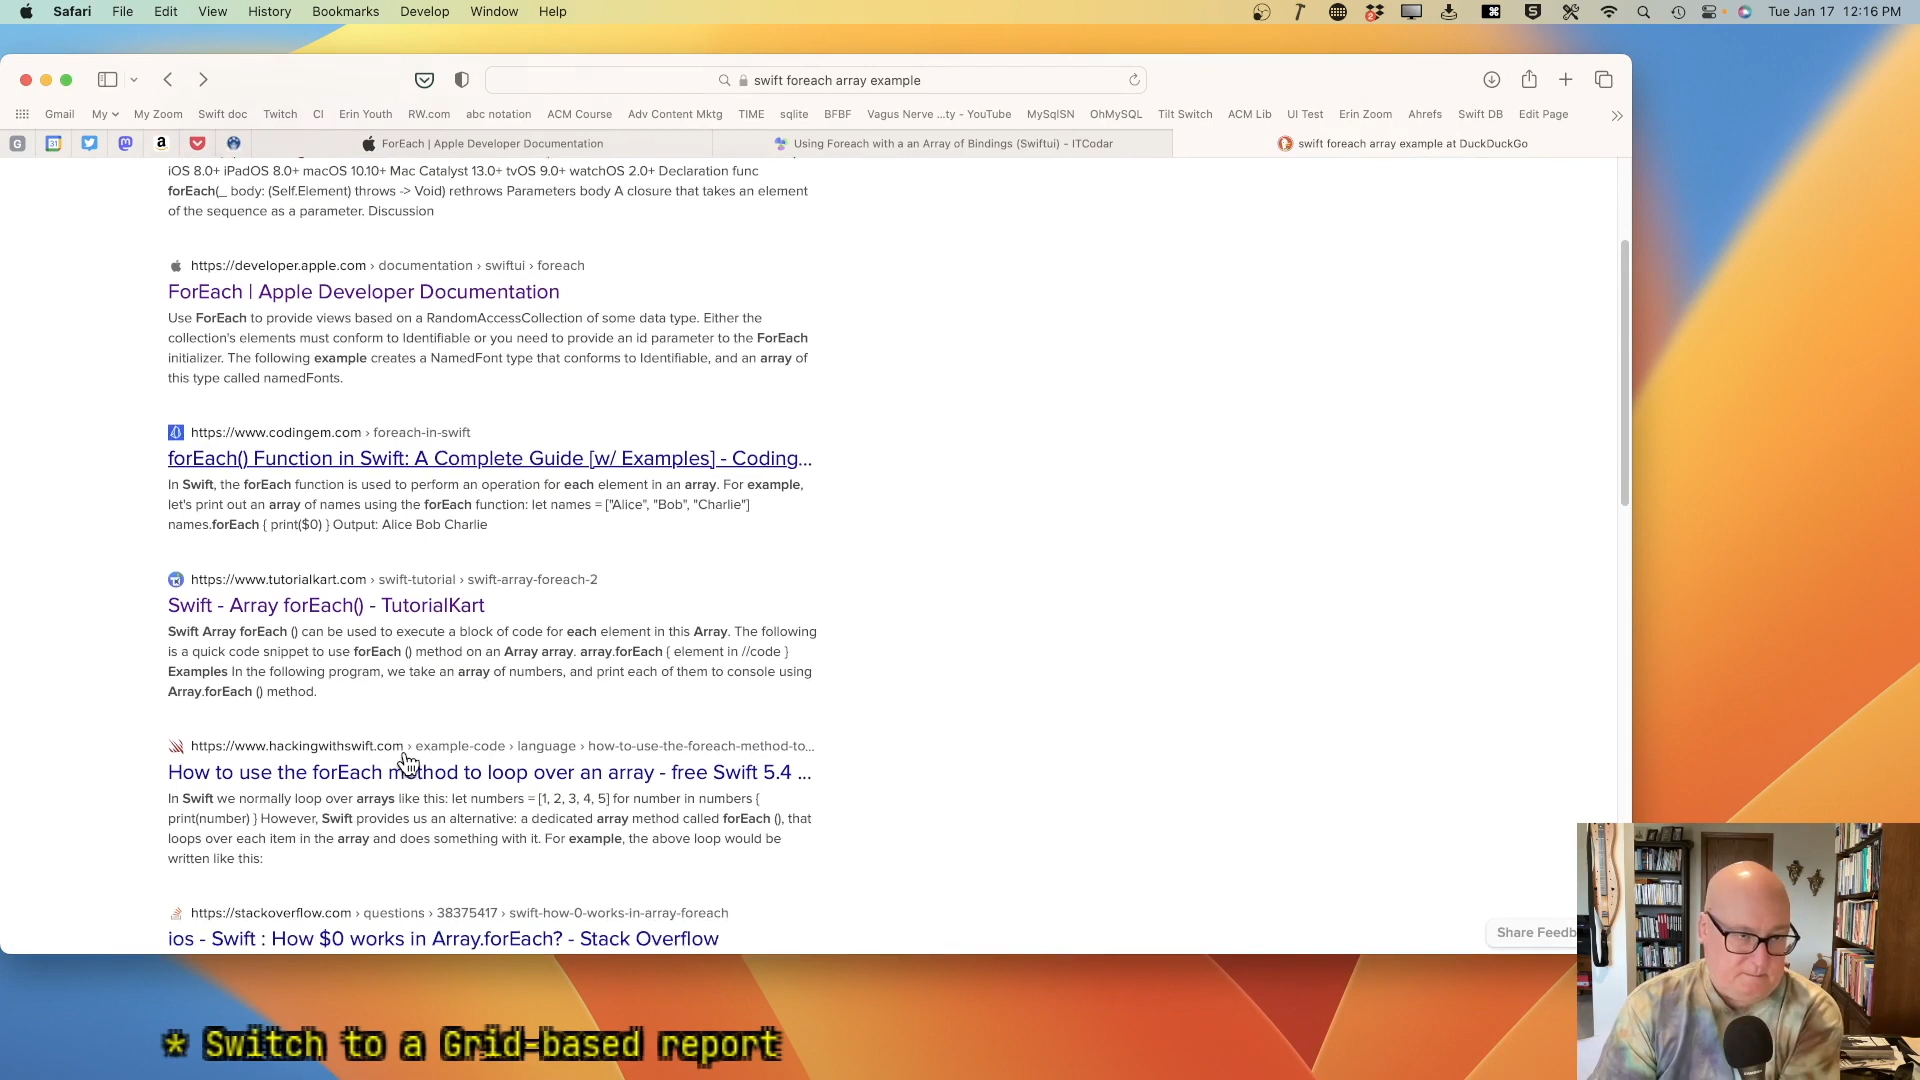 Safari File Edit View History Bookmarks Develop Window Help Tue Jan 17 12:16 PM
swift foreach array example
Gmail My My Zoom Swift doc Twitch CI Erin Youth RW.com abc notation ACM Course Adv Content Mktg TIME sqlite BFBF Vagus Nerve ...ty - YouTube MySqlSN OhMySQL Tilt Switch ACM Lib UI Test Erin Zoom Ahrefs Swift DB Edit Page
ForEach | Apple Developer Documentation Using Foreach with a an Array of Bindings (Swiftui) - ITCodar swift foreach array example at DuckDuckGo
iOS 8.0+ iPadOS 8.0+ macOS 10.10+ Mac Catalyst 13.0+ tvOS 9.0+ watchOS 2.0+ Declaration func
forEach(_ body: (Self.Element) throws -> Void) rethrows Parameters body A closure that takes an element
of the sequence as a parameter. Discussion
https://developer.apple.com › documentation › swiftui › foreach
ForEach | Apple Developer Documentation
Use ForEach to provide views based on a RandomAccessCollection of some data type. Either the
collection's elements must conform to Identifiable or you need to provide an id parameter to the ForEach
initializer. The following example creates a NamedFont type that conforms to Identifiable, and an array of
this type called namedFonts.
https://www.codingem.com › foreach-in-swift
forEach() Function in Swift: A Complete Guide [w/ Examples] - Coding...
In Swift, the forEach function is used to perform an operation for each element in an array. For example,
let's print out an array of names using the forEach function: let names = ["Alice", "Bob", "Charlie"]
names.forEach { print($0) } Output: Alice Bob Charlie
https://www.tutorialkart.com › swift-tutorial › swift-array-foreach-2
Swift - Array forEach() - TutorialKart
Swift Array forEach () can be used to execute a block of code for each element in this Array. The following
is a quick code snippet to use forEach () method on an Array array. array.forEach { element in //code }
Examples In the following program, we take an array of numbers, and print each of them to console using
Array.forEach () method.
https://www.hackingwithswift.com › example-code › language › how-to-use-the-foreach-method-to...
How to use the forEach method to loop over an array - free Swift 5.4 ...
In Swift we normally loop over arrays like this: let numbers = [1, 2, 3, 4, 5] for number in numbers {
print(number) } However, Swift provides us an alternative: a dedicated array method called forEach (), that
loops over each item in the array and does something with it. For example, the above loop would be
written like this:
https://stackoverflow.com › questions › 38375417 › swift-how-0-works-in-array-foreach
ios - Swift : How $0 works in Array.forEach? - Stack Overflow
Share Feedb
* Switch to a Grid-based report